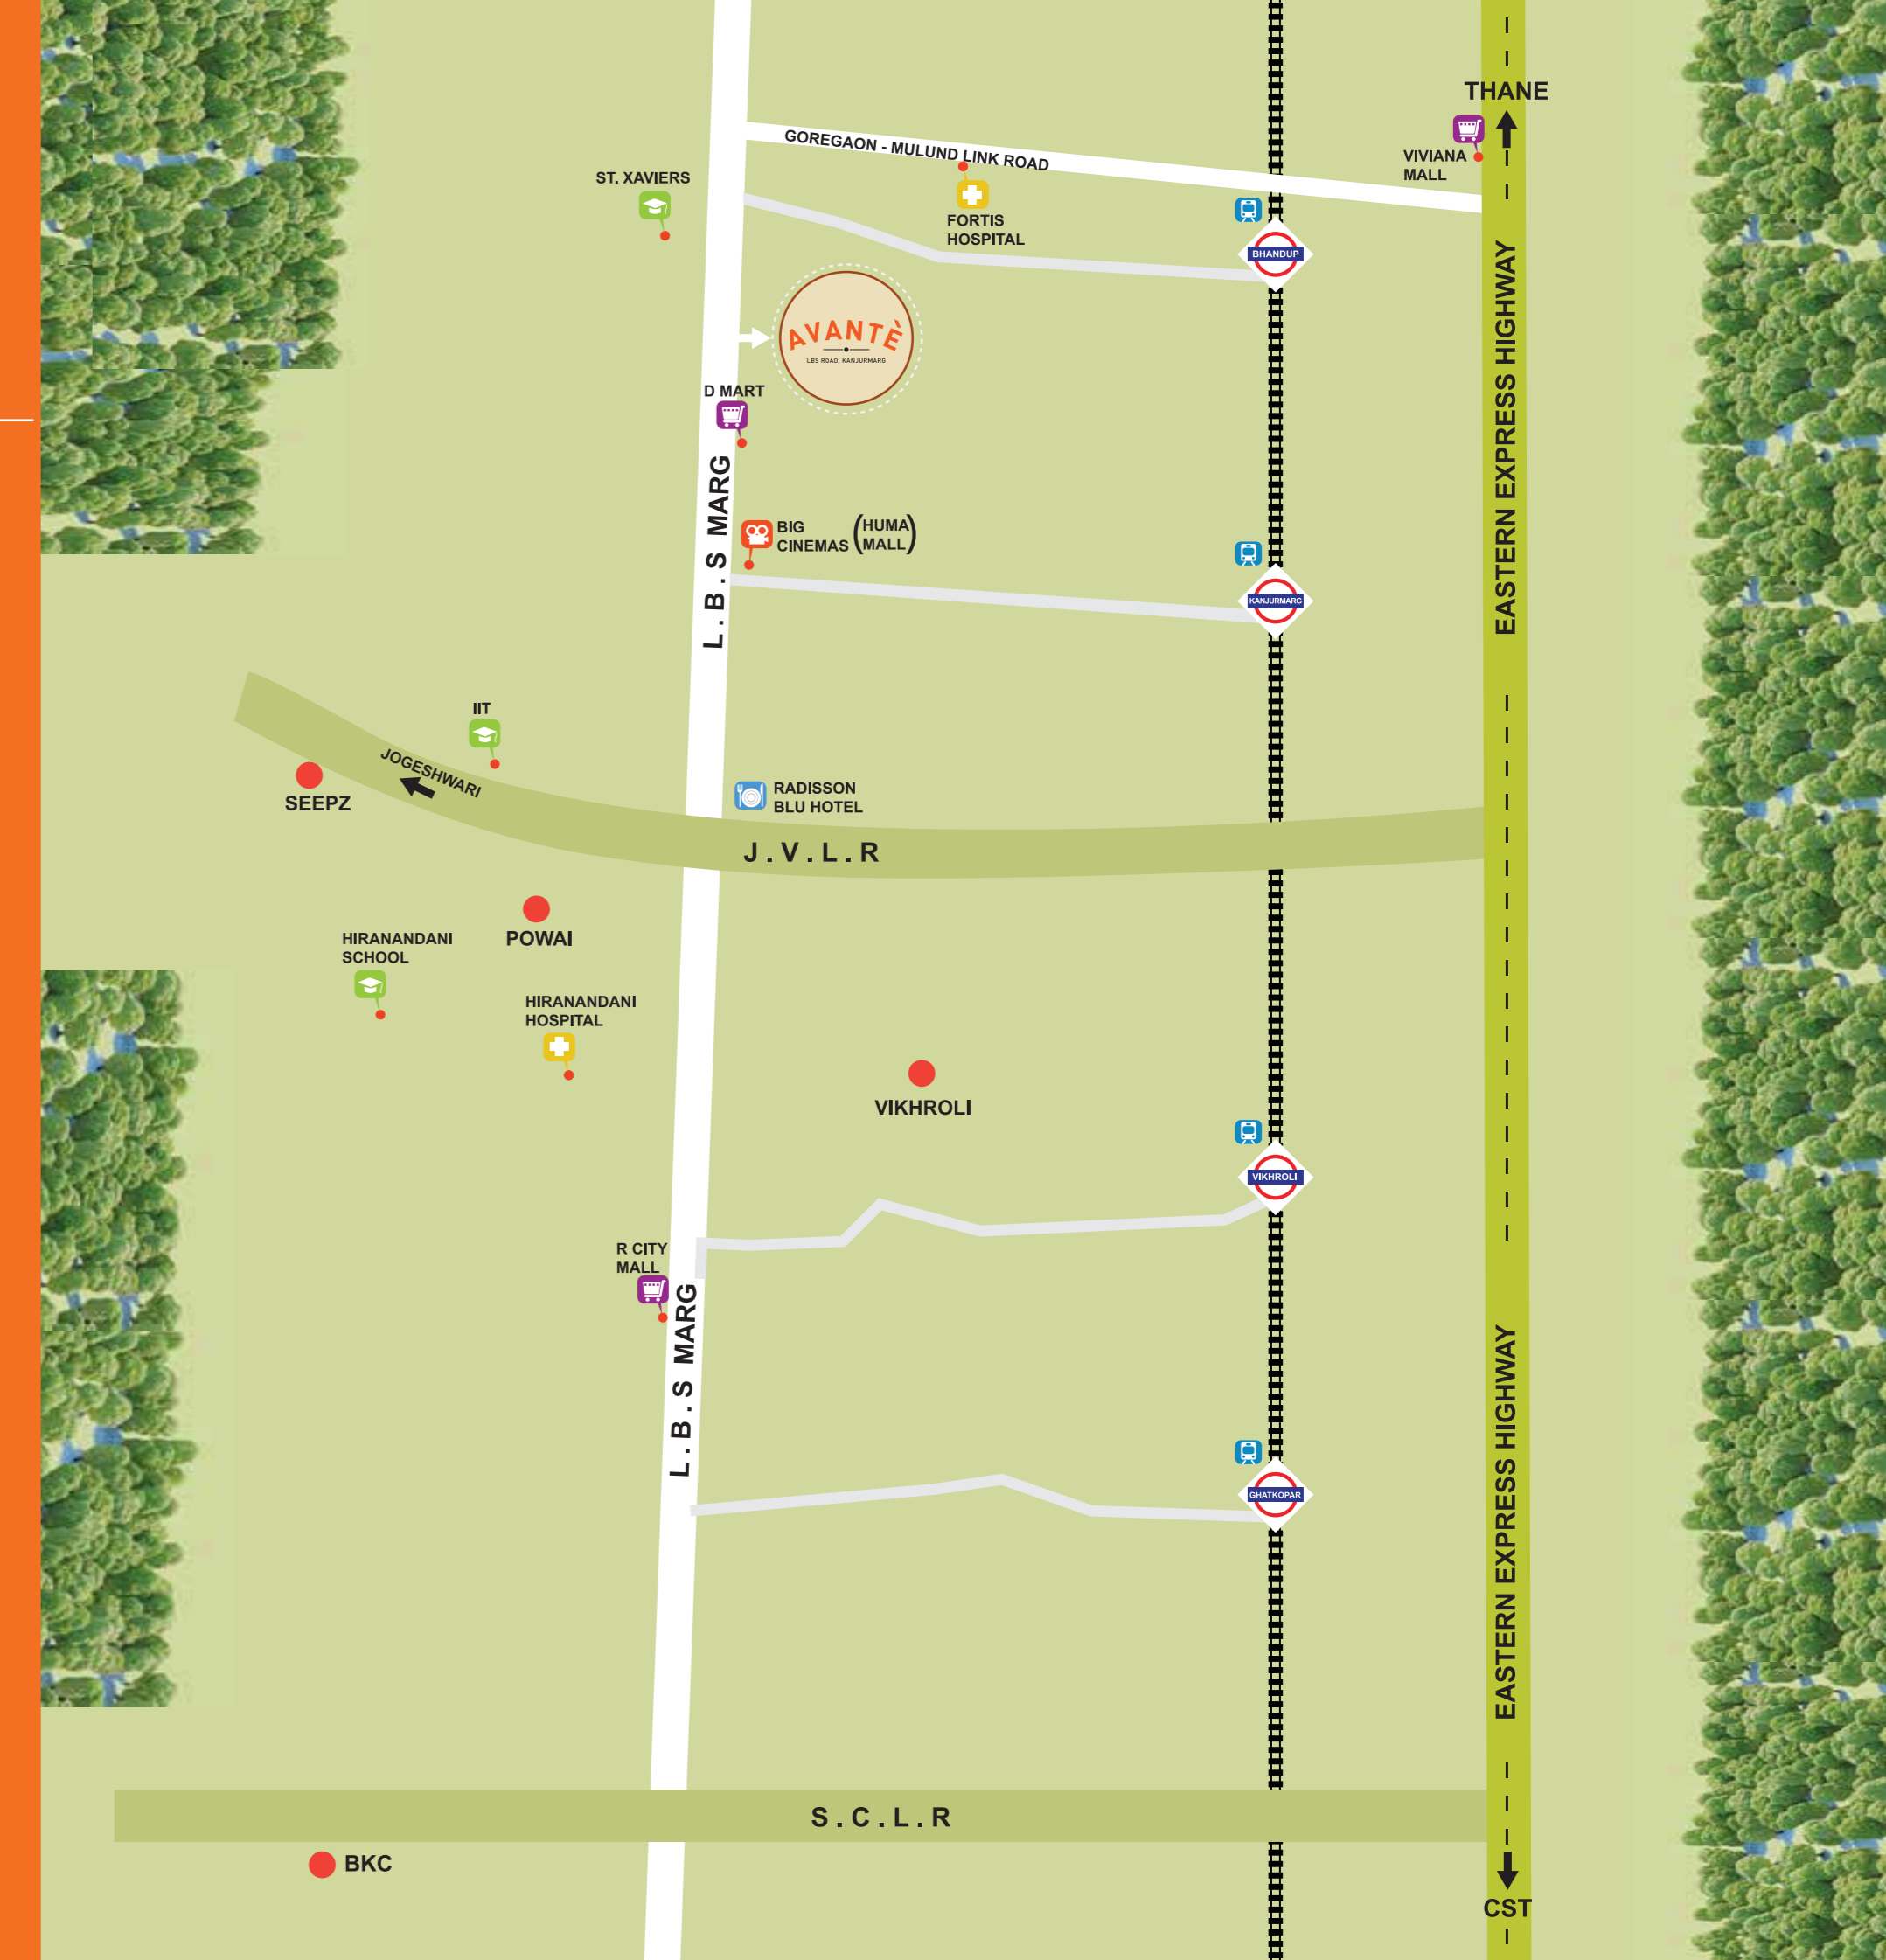 THANE
GOREGAON - MULUND LINK ROAD
VIVIANA
MALL
ST. XAVIERS
FORTIS
HOSPITAL
BHANDUP
EASTERN EXPRESS HIGHWAY
AVANTÈ
LBS ROAD, KANJURMARG
D MART
L.B.S MARG
BIG
CINEMAS
(HUMA
MALL)
KANJURMARG
IIT
JOGESHWARI
SEEPZ
RADISSON
BLU HOTEL
J.V.L.R
POWAI
HIRANANDANI
SCHOOL
HIRANANDANI
HOSPITAL
VIKHROLI
VIKHROLI
R CITY
MALL
L.B.S MARG
EASTERN EXPRESS HIGHWAY
GHATKOPAR
S.C.L.R
BKC
CST